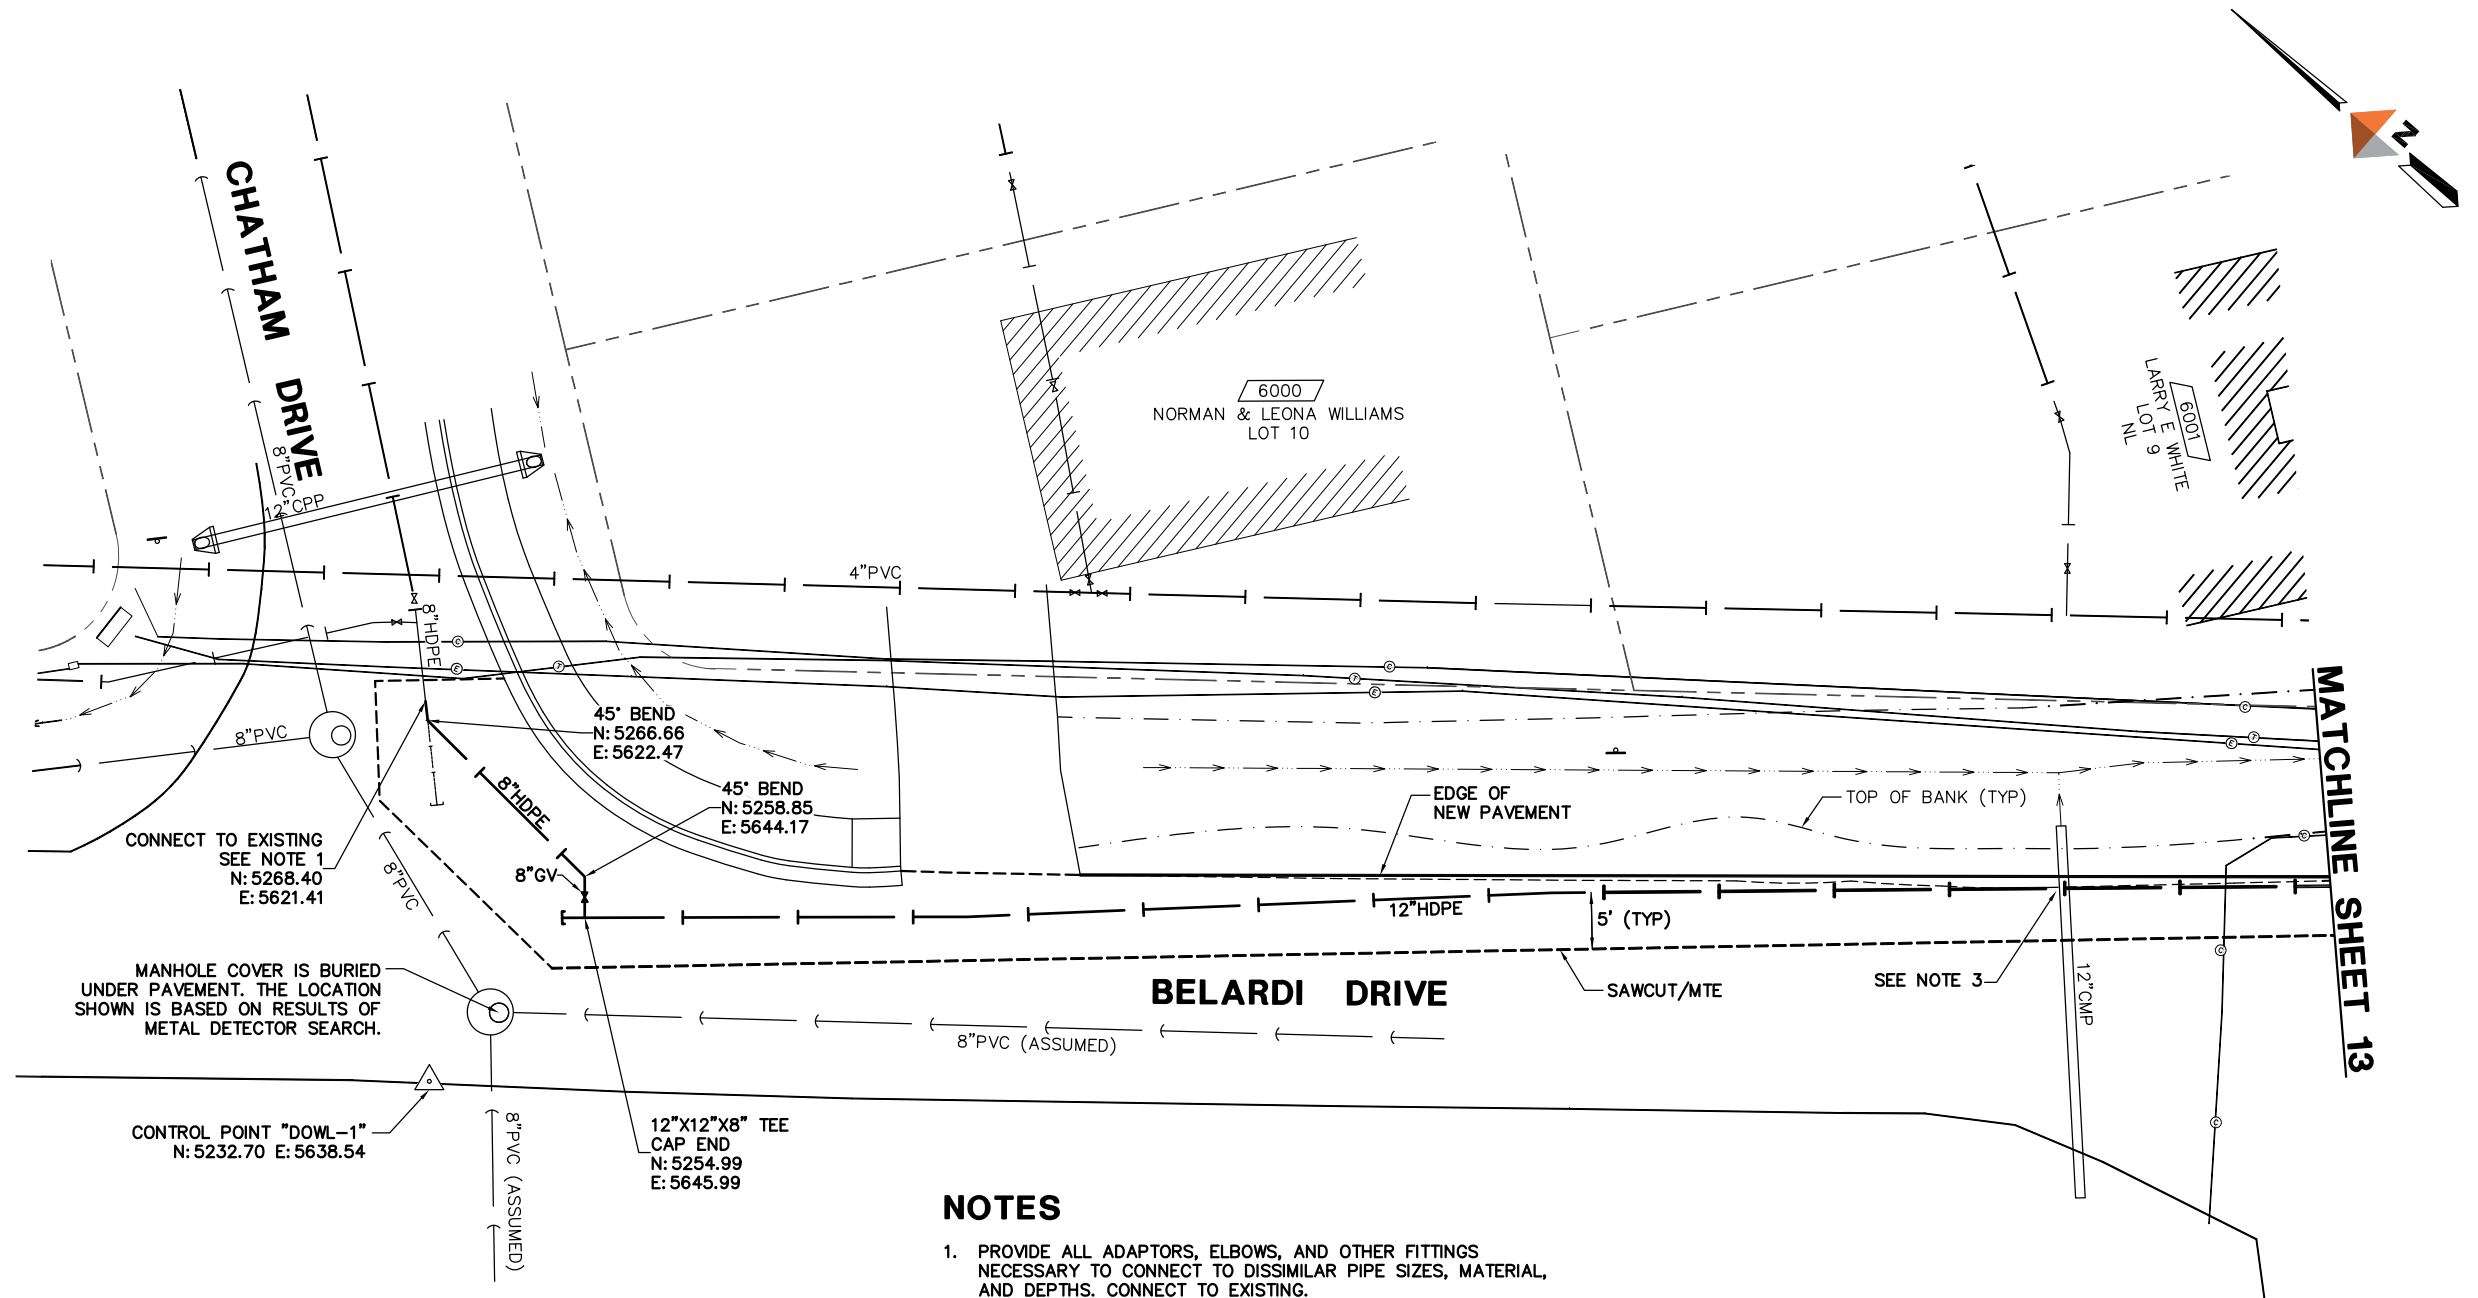 N
CHATHAM DRIVE
8"PVC
12"CPP
4"PVC
8"HDPE
6000
NORMAN & LEONA WILLIAMS
LOT 10
6001
LARRY E WHITE
LOT 9
NL
C
E
T
C
T
E
C
T
E
C
C
C
8"PVC
45° BEND
N: 5266.66
E: 5622.47
45° BEND
N: 5258.85
E: 5644.17
8"HDPE
8"GV
CONNECT TO EXISTING
SEE NOTE 1
N: 5268.40
E: 5621.41
8"PVC
EDGE OF
NEW PAVEMENT
TOP OF BANK (TYP)
12"HDPE
5' (TYP)
MATCHLINE SHEET 13
MANHOLE COVER IS BURIED
UNDER PAVEMENT. THE LOCATION
SHOWN IS BASED ON RESULTS OF
METAL DETECTOR SEARCH.
BELARDI DRIVE
SAWCUT/MTE
SEE NOTE 3
12"CMP
8"PVC (ASSUMED)
8"PVC (ASSUMED)
CONTROL POINT "DOWL-1"
N: 5232.70 E: 5638.54
12"X12"X8" TEE
CAP END
N: 5254.99
E: 5645.99
NOTES
1. PROVIDE ALL ADAPTORS, ELBOWS, AND OTHER FITTINGS
NECESSARY TO CONNECT TO DISSIMILAR PIPE SIZES, MATERIAL,
AND DEPTHS. CONNECT TO EXISTING.